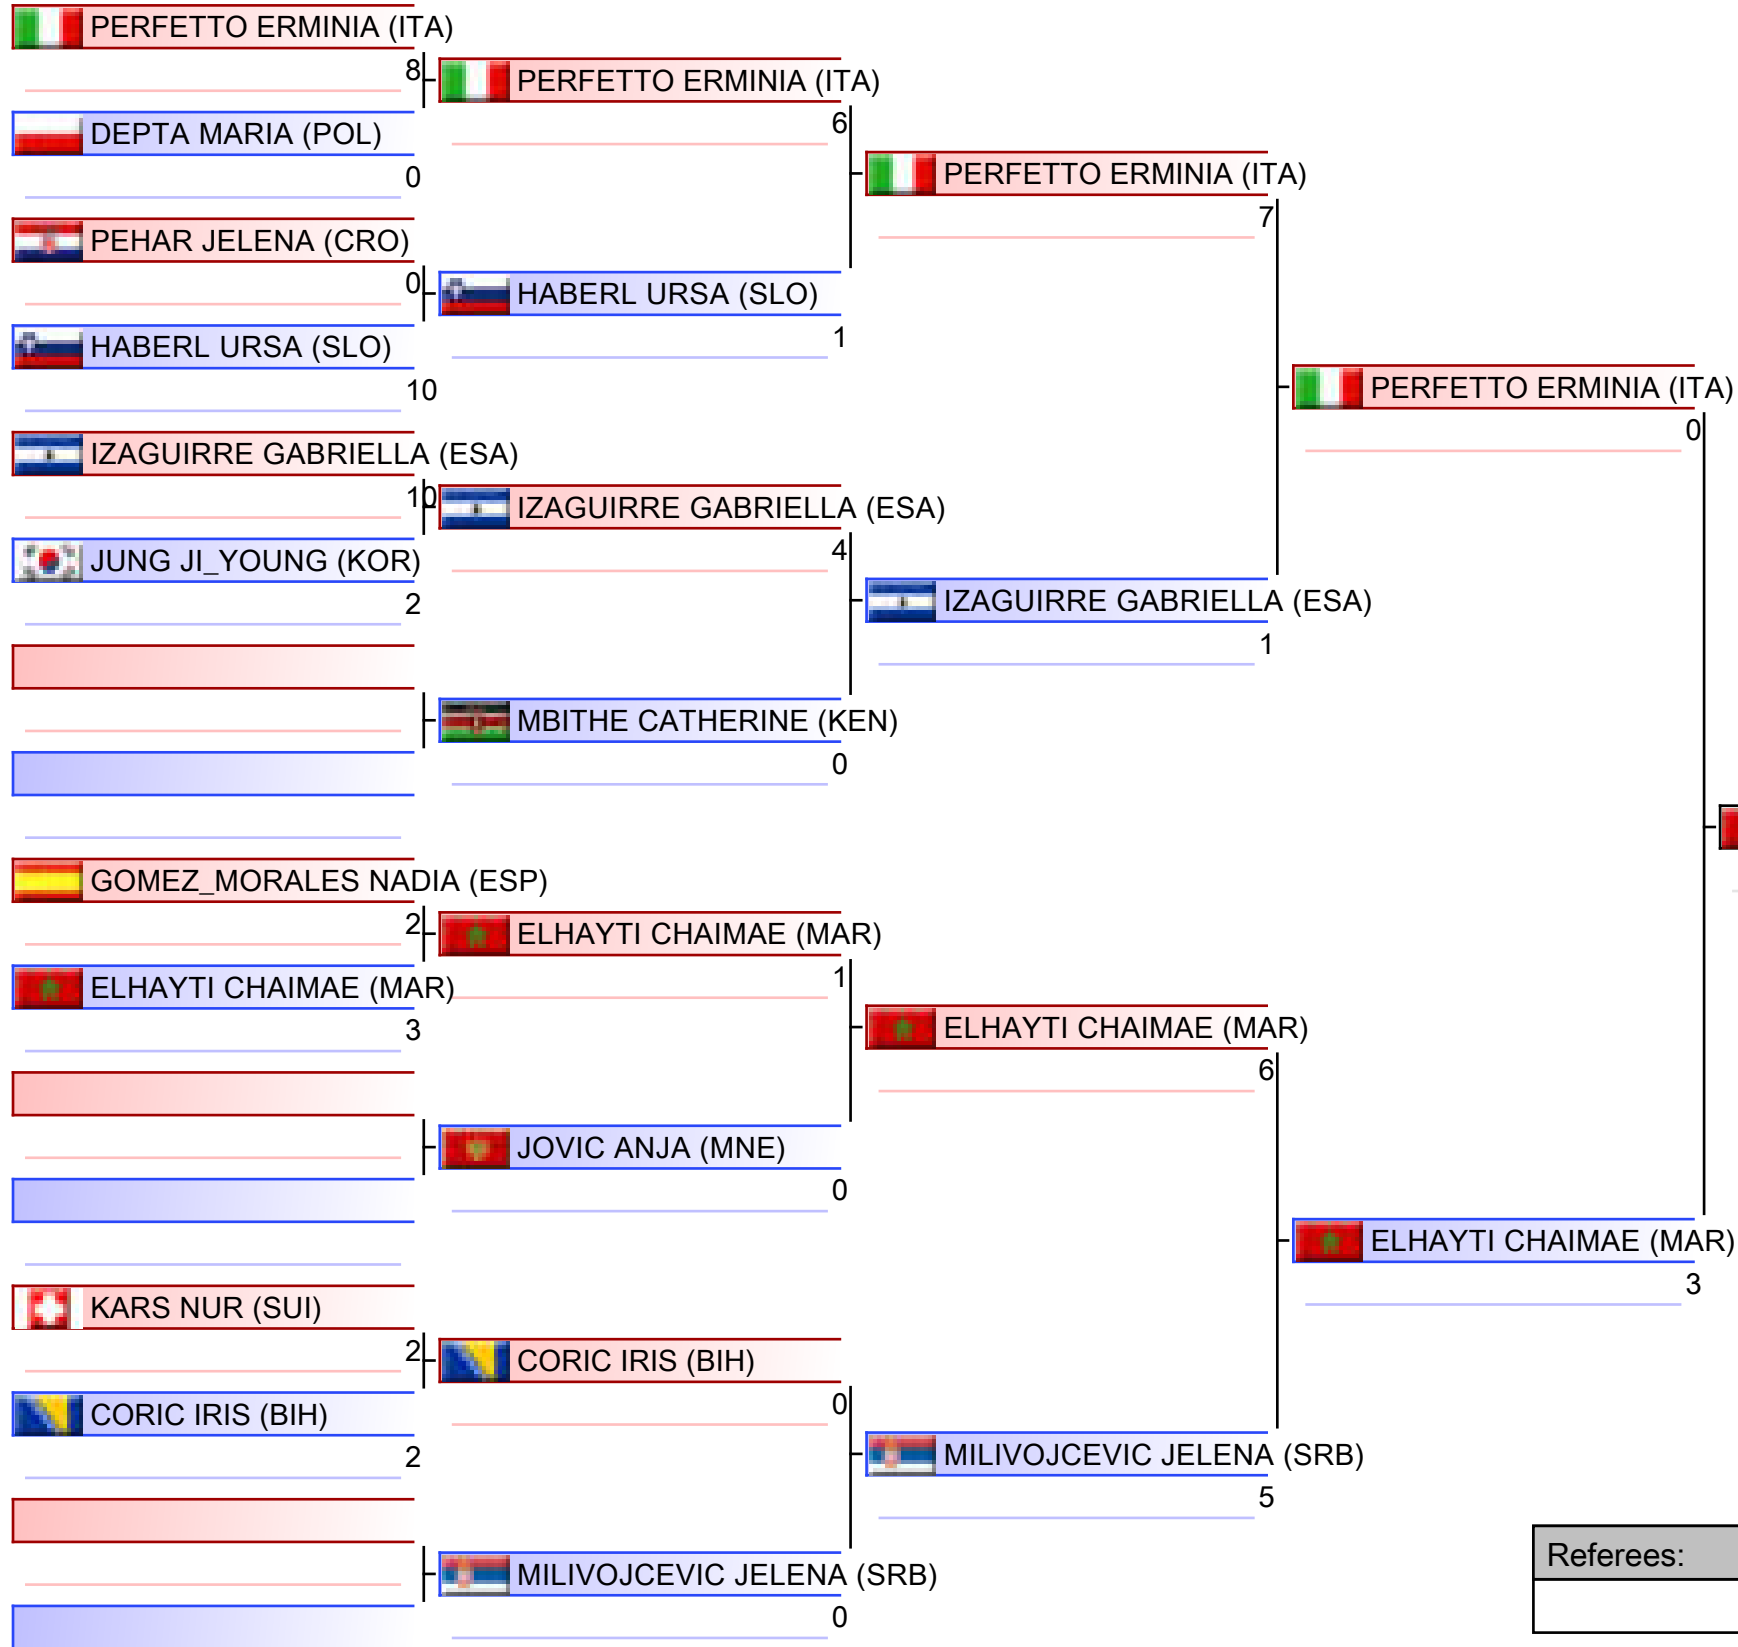 PERFETTO ERMINIA (ITA)
8
DEPTA MARIA (POL)
0
PEHAR JELENA (CRO)
0
HABERL URSA (SLO)
10
IZAGUIRRE GABRIELLA (ESA)
10
JUNG JI_YOUNG (KOR)
2
GOMEZ_MORALES NADIA (ESP)
2
ELHAYTI CHAIMAE (MAR)
3
KARS NUR (SUI)
2
CORIC IRIS (BIH)
2
PERFETTO ERMINIA (ITA)
6
HABERL URSA (SLO)
1
IZAGUIRRE GABRIELLA (ESA)
4
MBITHE CATHERINE (KEN)
0
ELHAYTI CHAIMAE (MAR)
1
JOVIC ANJA (MNE)
0
CORIC IRIS (BIH)
0
MILIVOJCEVIC JELENA (SRB)
0
PERFETTO ERMINIA (ITA)
7
IZAGUIRRE GABRIELLA (ESA)
1
ELHAYTI CHAIMAE (MAR)
6
MILIVOJCEVIC JELENA (SRB)
5
PERFETTO ERMINIA (ITA)
0
ELHAYTI CHAIMAE (MAR)
3
Referees: